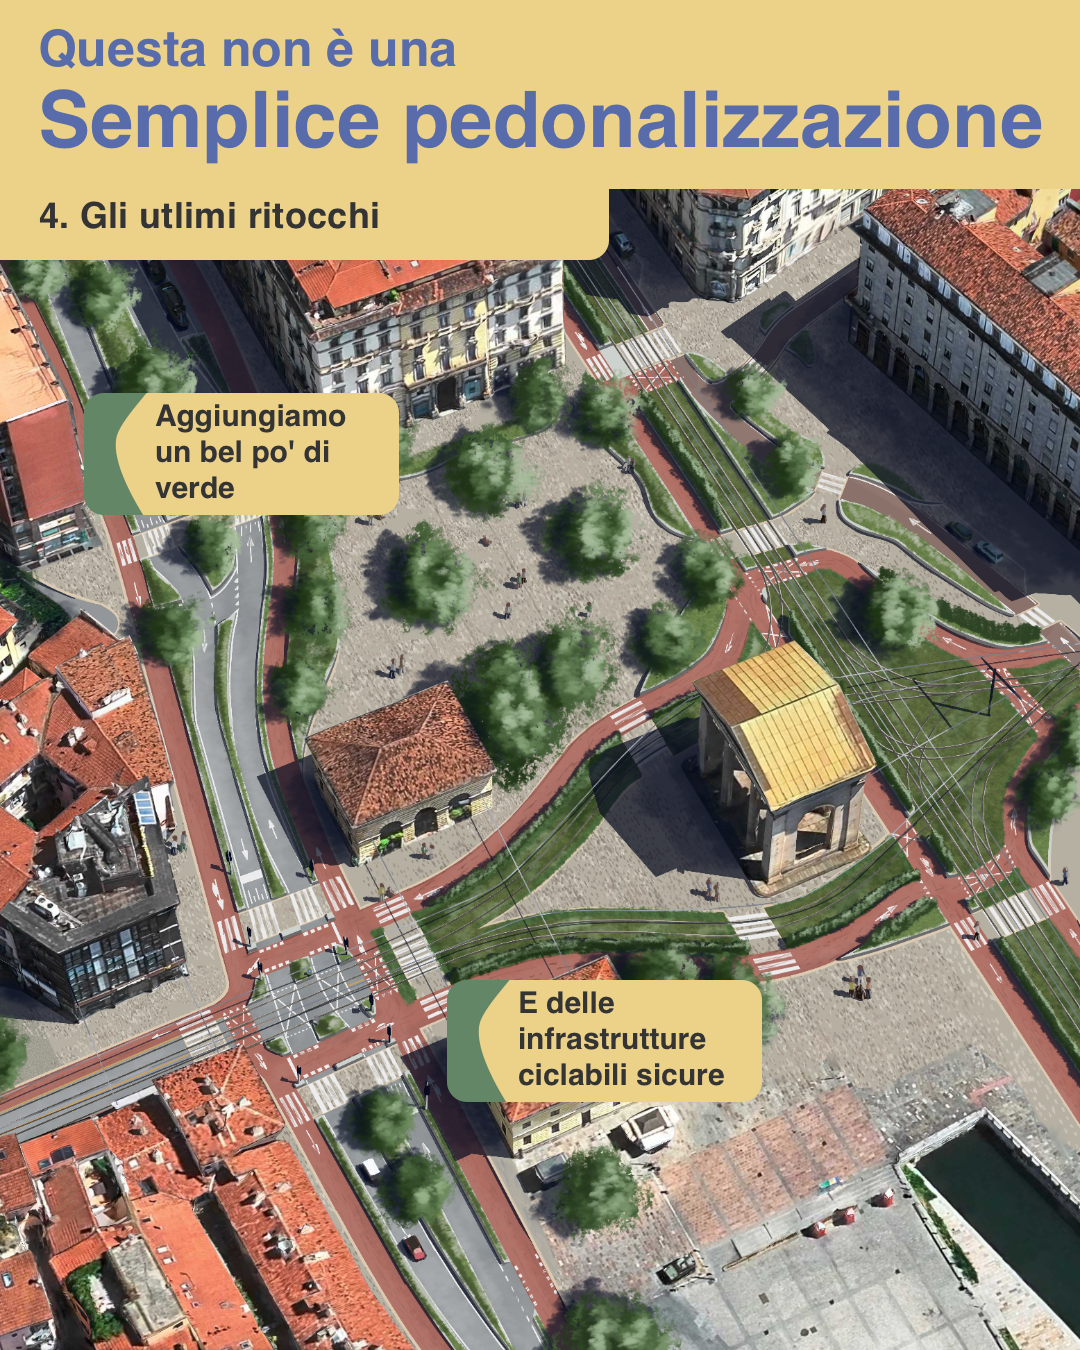 Questa non è una
Semplice pedonalizzazione
4. Gli utlimi ritocchi
Aggiungiamo
un bel po' di
verde
E delle
infrastrutture
ciclabili sicure